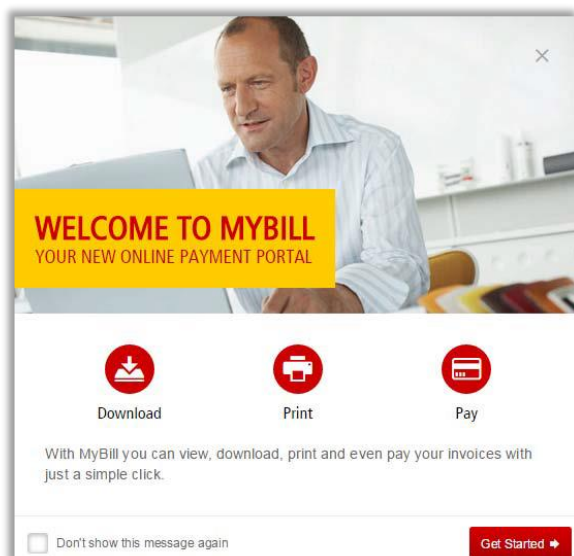 WELCOME TO MYBILL
YOUR NEW ONLINE PAYMENT PORTAL
Download
Print
Pay
With MyBill you can view, download, print and even pay your invoices with
just a simple click.
Don't show this message again
Get Started